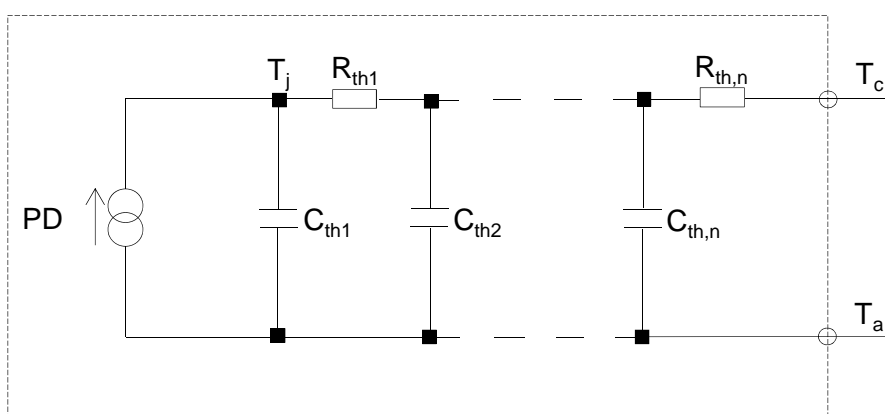 T_j
R_th1
R_th,n
T_c
PD
C_th1
C_th2
C_th,n
T_a